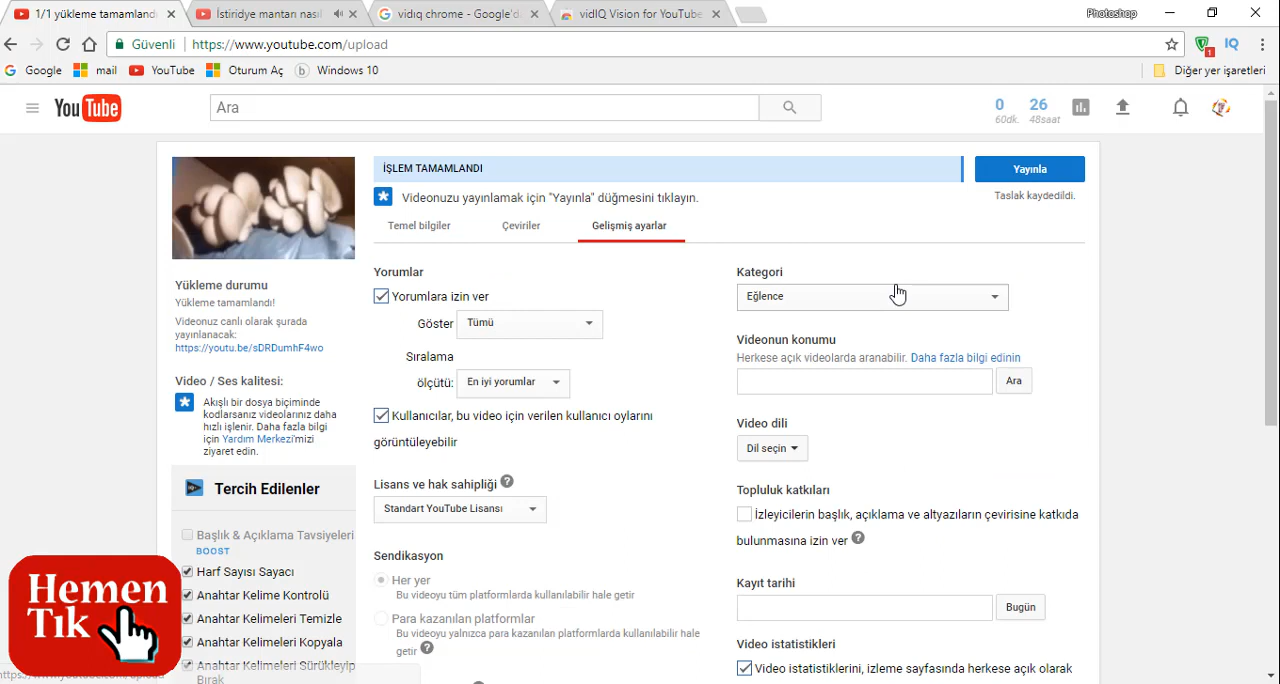 1/1 yükleme tamamland
İstiridye mantarı nasıl
vidıq chrome - Google'd
vidIQ Vision for YouTube
Photoshop
Güvenli
https://www.youtube.com/upload
1
IQ
Google
mail
YouTube
Oturum Aç
Windows 10
Diğer yer işaretleri
YouTube
Ara
0
60dk.
26
48saat
İŞLEM TAMAMLANDI
Yayınla
Videonuzu yayınlamak için "Yayınla" düğmesini tıklayın.
Taslak kaydedildi.
Temel bilgiler
Çeviriler
Gelişmiş ayarlar
Yükleme durumu
Yükleme tamamlandı!
Videonuz canlı olarak şurada
yayınlanacak:
https://youtu.be/sDRDumhF4wo
Video / Ses kalitesi:
Akışlı bir dosya biçiminde
kodlarsanız videolarınız daha
hızlı işlenir. Daha fazla bilgi
için Yardım Merkezi'mizi
ziyaret edin.
Tercih Edilenler
Başlık & Açıklama Tavsiyeleri
BOOST
Harf Sayısı Sayacı
Anahtar Kelime Kontrolü
Anahtar Kelimeleri Temizle
Anahtar Kelimeleri Kopyala
Anahtar Kelimeleri Sürükleyip
Bırak
Hemen
Tık
Yorumlar
Yorumlara izin ver
Göster
Tümü
Sıralama
ölçütü:
En iyi yorumlar
Kullanıcılar, bu video için verilen kullanıcı oylarını
görüntüleyebilir
Lisans ve hak sahipliği
Standart YouTube Lisansı
Sendikasyon
Her yer
Bu videoyu tüm platformlarda kullanılabilir hale getir
Para kazanılan platformlar
Bu videoyu yalnızca para kazanılan platformlarda kullanılabilir hale
getir
Kategori
Eğlence
Videonun konumu
Herkese açık videolarda aranabilir. Daha fazla bilgi edinin
Ara
Video dili
Dil seçin
Topluluk katkıları
İzleyicilerin başlık, açıklama ve altyazıların çevirisine katkıda
bulunmasına izin ver
Kayıt tarihi
Bugün
Video istatistikleri
Video istatistiklerini, izleme sayfasında herkese açık olarak